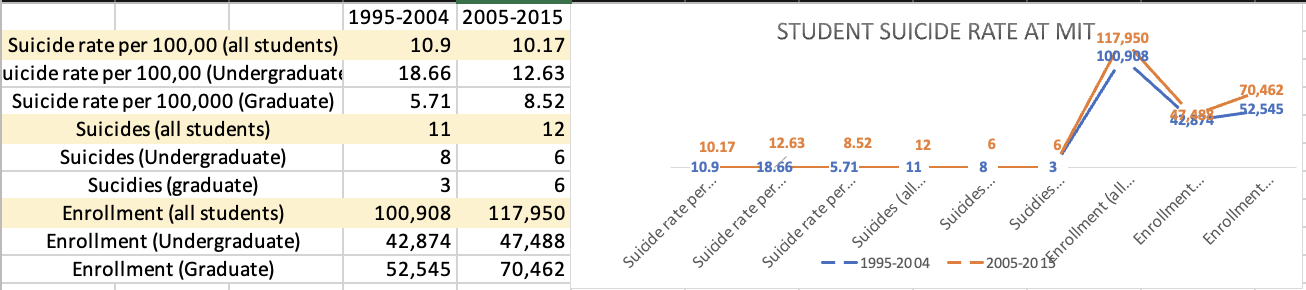 1995-2004 2005-2015
Suicide rate per 100,00 (all students) 10.9 10.17
uicide rate per 100,00 (Undergraduate 18.66 12.63
Suicide rate per 100,000 (Graduate) 5.71 8.52
Suicides (all students) 11 12
Suicides (Undergraduate) 8 6
Sucidies (graduate) 3 6
Enrollment (all students) 100,908 117,950
Enrollment (Undergraduate) 42,874 47,488
Enrollment (Graduate) 52,545 70,462
STUDENT SUICIDE RATE AT MIT
117,950
100,908
70,462
52,545
47,488
42,874
10.17 12.63 8.52 12 6 6
10.9 18.66 5.71 11 8 3
Suicide rate per...
Suicide rate per...
Suicide rate per...
Suicides (all...
Suicides...
Sucidies...
Enrollment (all...
Enrollment...
Enrollment...
1995-2004 2005-2015